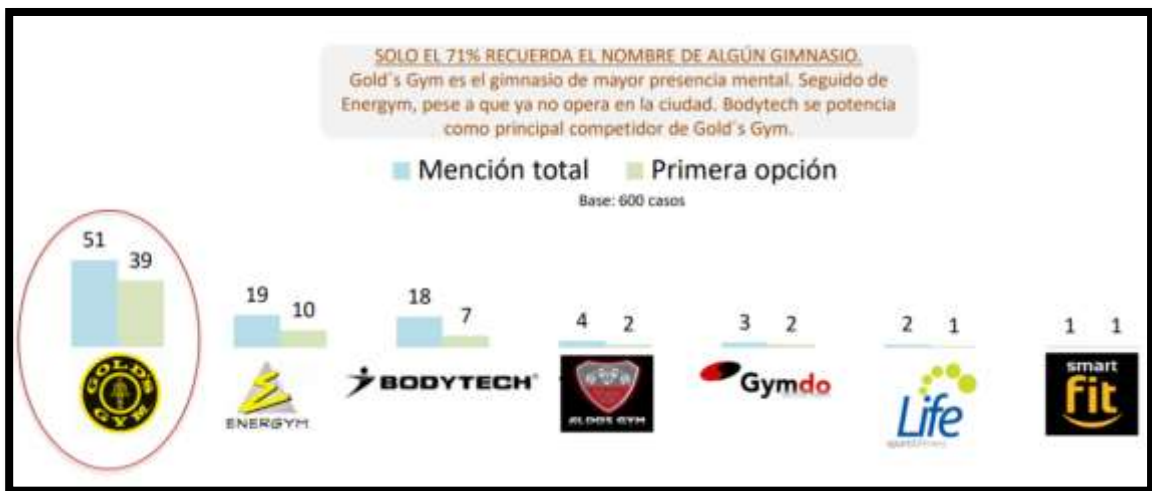 SOLO EL 71% RECUERDA EL NOMBRE DE ALGÚN GIMNASIO.
Gold´s Gym es el gimnasio de mayor presencia mental. Seguido de
Energym, pese a que ya no opera en la ciudad. Bodytech se potencia
como principal competidor de Gold´s Gym.
Mención total Primera opción
Base: 600 casos
51 39
19 10
18 7
4 2
3 2
2 1
1 1
GOLD'S GYM
ENERGYM
BODYTECH
ALDOS GYM
Gymdo
Life
smart
fit